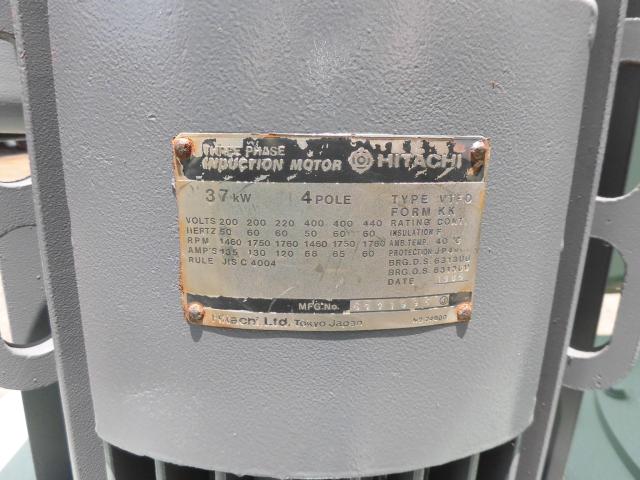 THREE PHASE
INDUCTION MOTOR HITACHI
37 kW 4 POLE TYPE
FORM KK
VOLTS 200 200 220 400 400 440 RATING CONT.
HERTZ 50 60 60 50 60 60 INSULATION F
RPM 1460 1750 1760 1460 1750 1760 AMB.TEMP. 40 °C
AMP'S 135 130 120 68 65 60 PROTECTION
RULE JIS C 4004 BRG.D.S. 6313UU
BRG.O.S.
DATE
MFG.No.
Hitachi, Ltd. TOKYO JAPAN